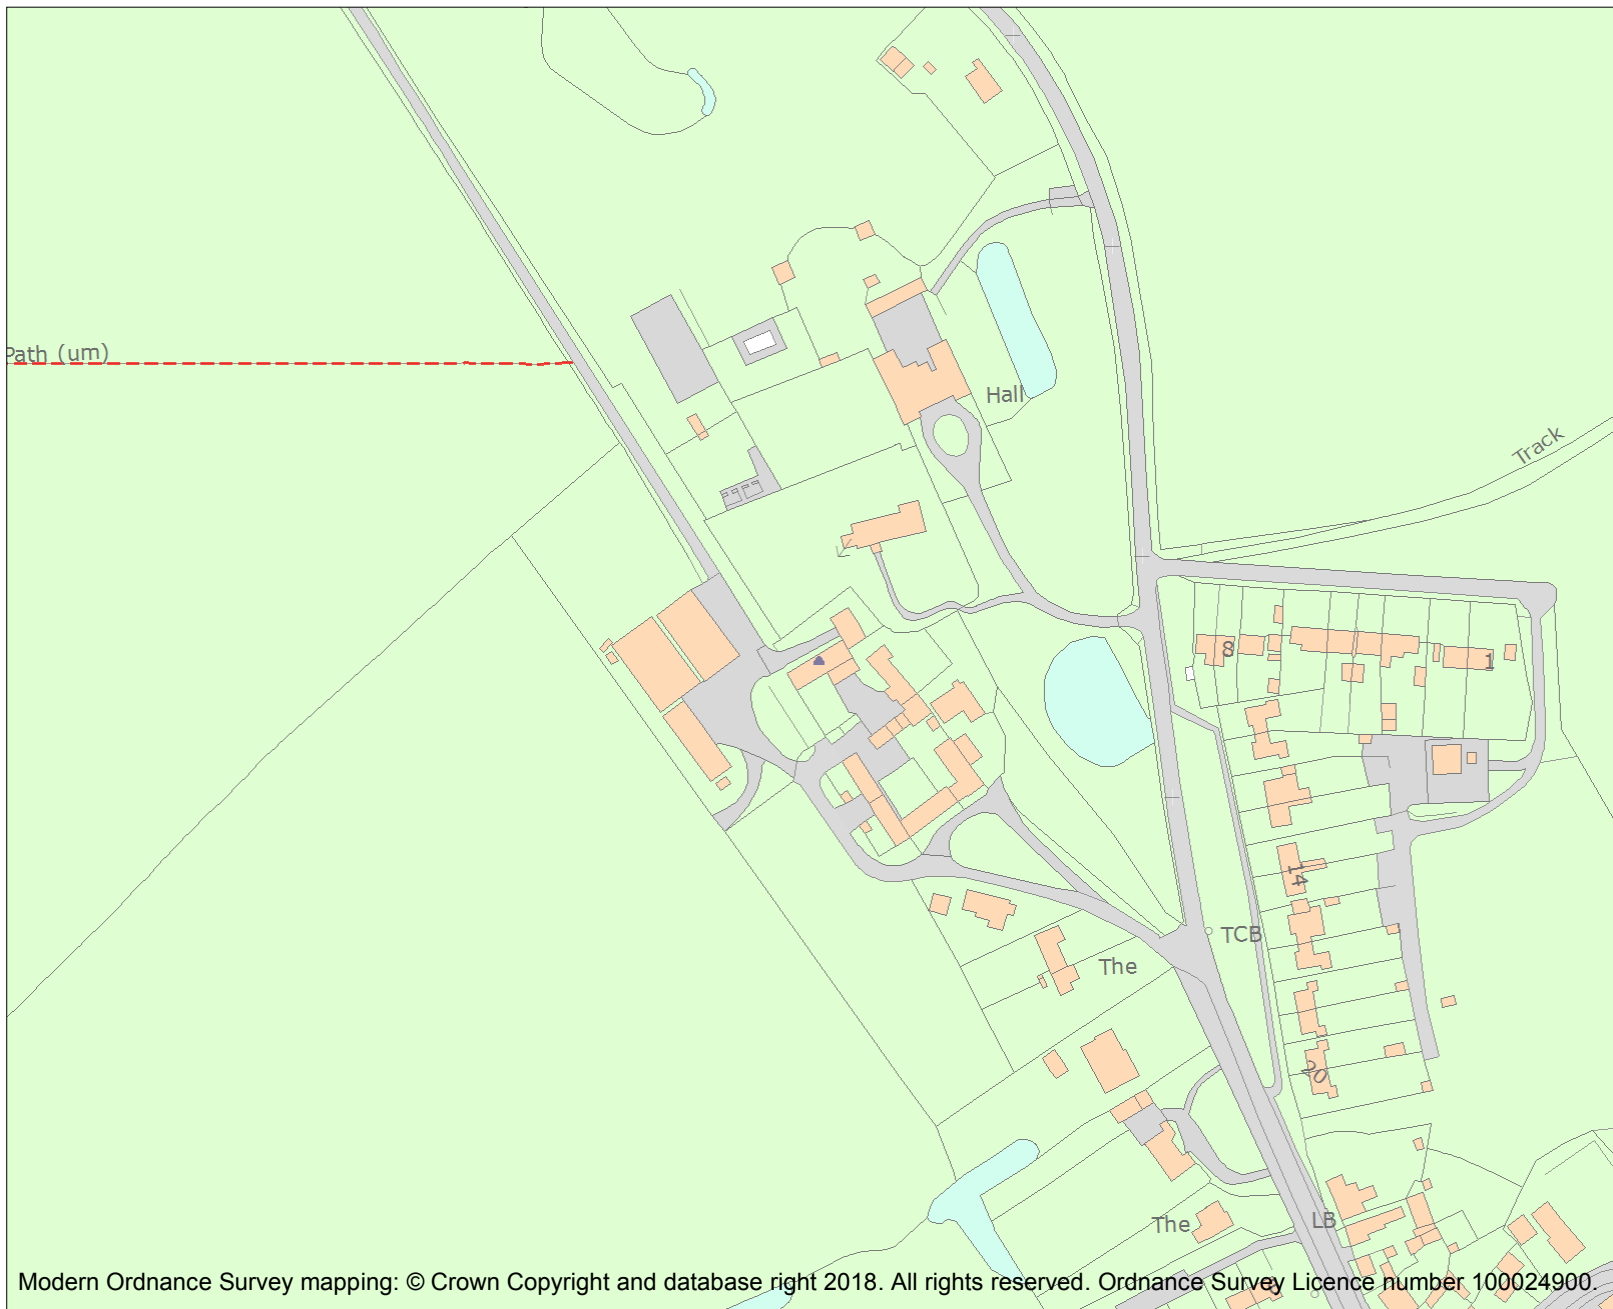 Path (um)
Hall
Track
8
1
14
TCB
The
20
The
LB
Modern Ordnance Survey mapping: © Crown Copyright and database right 2018. All rights reserved. Ordnance Survey Licence number 100024900.